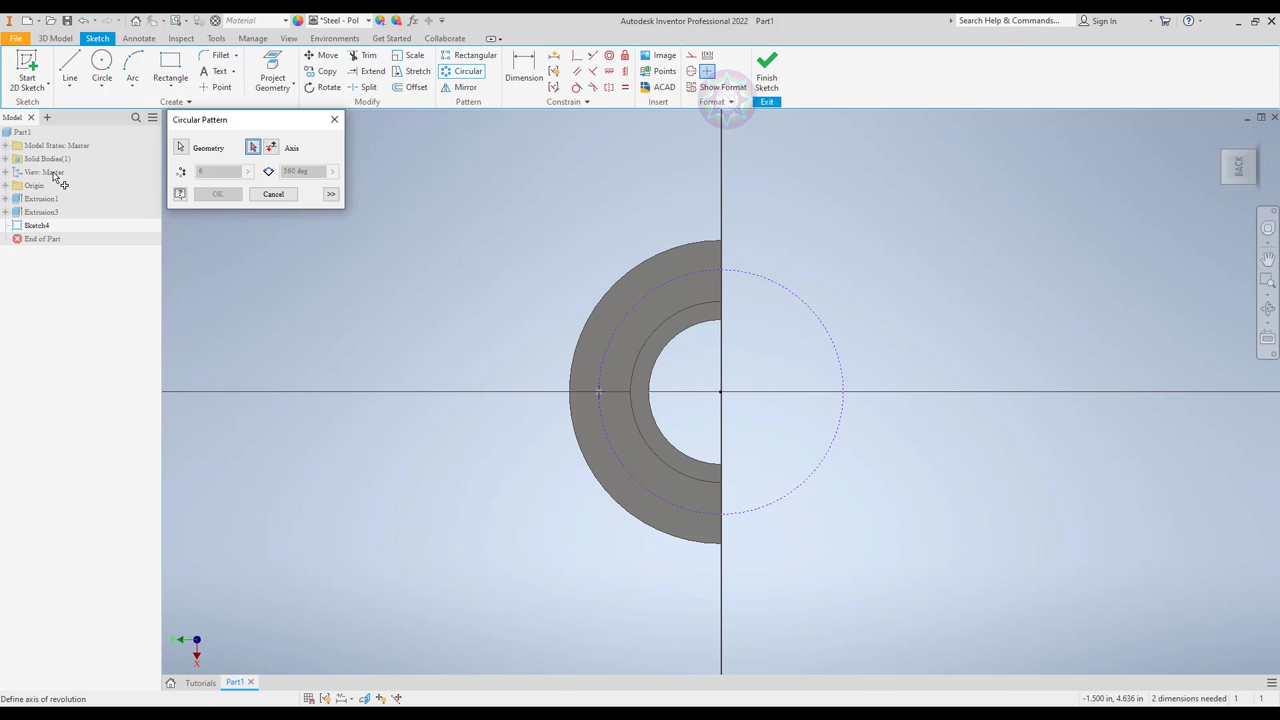 Material
*Steel - Pol
Autodesk Inventor Professional 2022 Part1
Search Help & Commands...
Sign In
File
3D Model
Sketch
Annotate
Inspect
Tools
Manage
View
Environments
Get Started
Collaborate
Start
2D Sketch
Line
Circle
Arc
Rectangle
Fillet
Text
Point
Project
Geometry
Move
Copy
Rotate
Trim
Extend
Split
Scale
Stretch
Offset
Rectangular
Circular
Mirror
Dimension
Image
Points
ACAD
Show Format
Finish
Sketch
Sketch
Create
Modify
Pattern
Constrain
Insert
Format
Exit
Model
Part1
Model States: Master
Solid Bodies(1)
View: Master
Origin
Extrusion1
Extrusion3
Sketch4
End of Part
Circular Pattern
Geometry
Axis
6
360 deg
OK
Cancel
>>
BACK
Y
X
Tutorials
Part1
Define axis of revolution
-1.500 in, 4.636 in
2 dimensions needed
1
1